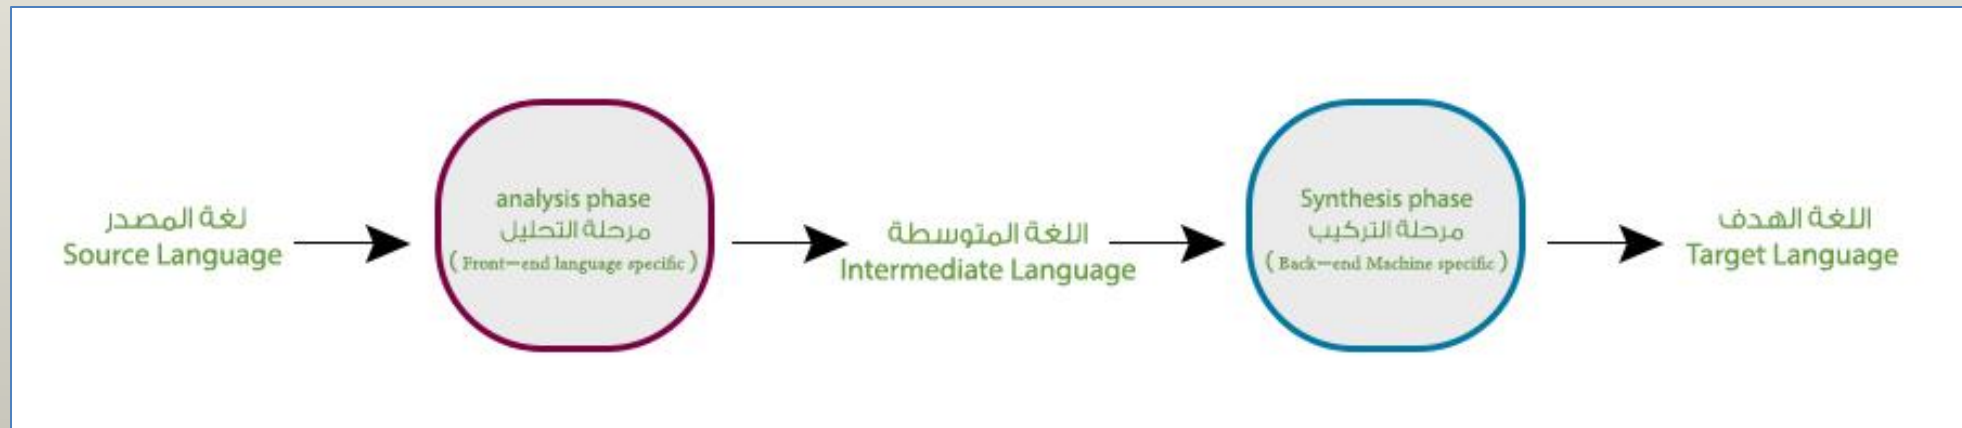 لغة المصدر
Source Language
analysis phase
مرحلة التحليل
( Front—end language specific )
اللغة المتوسطة
Intermediate Language
Synthesis phase
مرحلة التركيب
( Back—end Machine specific )
اللغة الهدف
Target Language